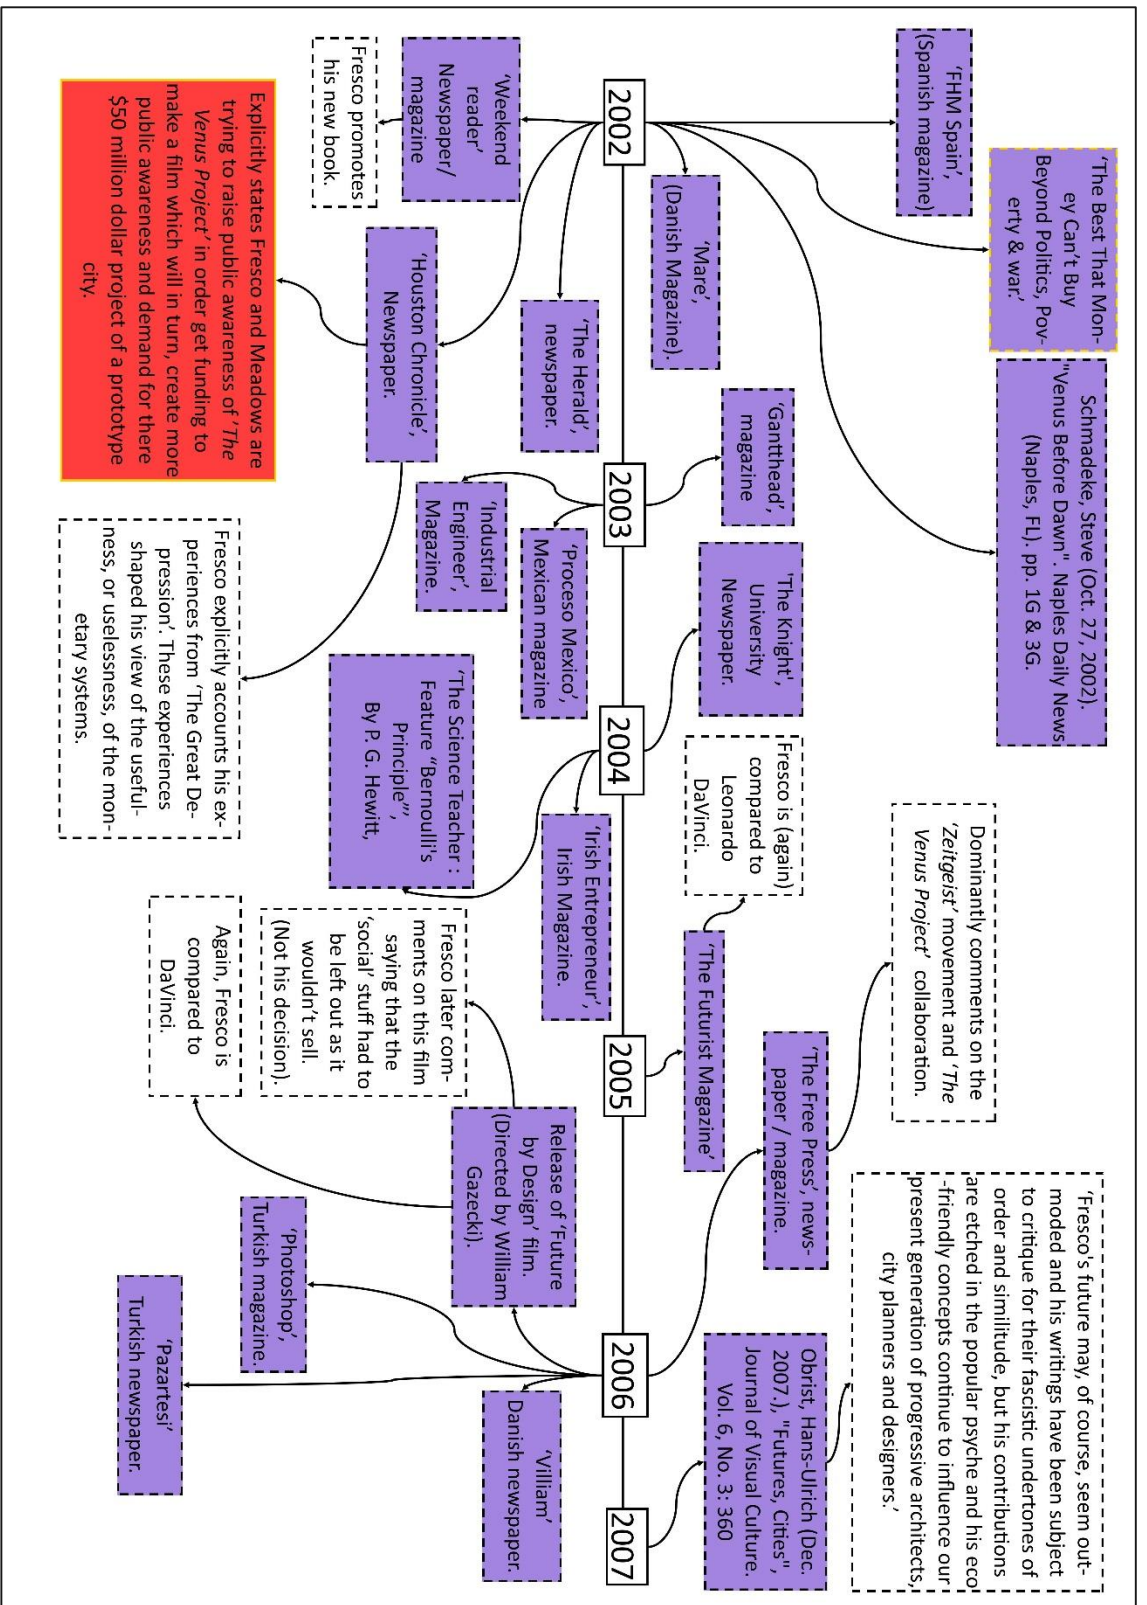 'FHM Spain',
(Spanish magazine)
'The Best That Mon-
ey Can't Buy
Beyond Politics, Pov-
erty & war.'
Schmadeke, Steve (Oct. 27, 2002).
"Venus Before Dawn". Naples Daily News
(Naples, FL). pp. 1G & 3G.
'Mare',
(Danish Magazine).
2002
'Weekend
reader'
Newspaper/
magazine
Fresco promotes
his new book.
'The Herald',
newspaper.
'Houston Chronicle',
Newspaper.
Explicitly states Fresco and Meadows are
trying to raise public awareness of 'The
Venus Project' in order get funding to
make a film which will in turn, create more
public awareness and demand for there
$50 million dollar project of a prototype
city.
Fresco explicitly accounts his ex-
periences from 'The Great De-
pression'. These experiences
shaped his view of the useful-
ness, or uselessness, of the mon-
etary systems.
'Gantthead',
magazine
2003
'Industrial
Engineer',
Magazine.
'Proceso Mexico',
Mexican magazine
'The Knight',
University
Newspaper.
2004
'Irish Entrepreneur',
Irish Magazine.
'The Science Teacher :
Feature "Bernoulli's
Principle"',
By P. G. Hewitt,
Fresco is (again)
compared to
Leonardo
DaVinci.
'The Futurist Magazine'
2005
Dominantly comments on the
'Zeitgeist' movement and 'The
Venus Project' collaboration.
'The Free Press', news-
paper / magazine.
2006
Release of 'Future
by Design' film.
(Directed by William
Gazecki).
Fresco later com-
ments on this film
saying that the
'social' stuff had to
be left out as it
wouldn't sell.
(Not his decision).
Again, Fresco is
compared to
DaVinci.
'Photoshop',
Turkish magazine.
'Pazartesi'
Turkish newspaper.
'Villiam'
Danish newspaper.
'Fresco's future may, of course, seem out-
moded and his writings have been subject
to critique for their fascistic undertones of
order and similitude, but his contributions
are etched in the popular psyche and his eco
-friendly concepts continue to influence our
present generation of progressive architects,
city planners and designers.'
Obrist, Hans-Ulrich (Dec.
2007.), "Futures, Cities",
Journal of Visual Culture.
Vol. 6, No. 3: 360
2007